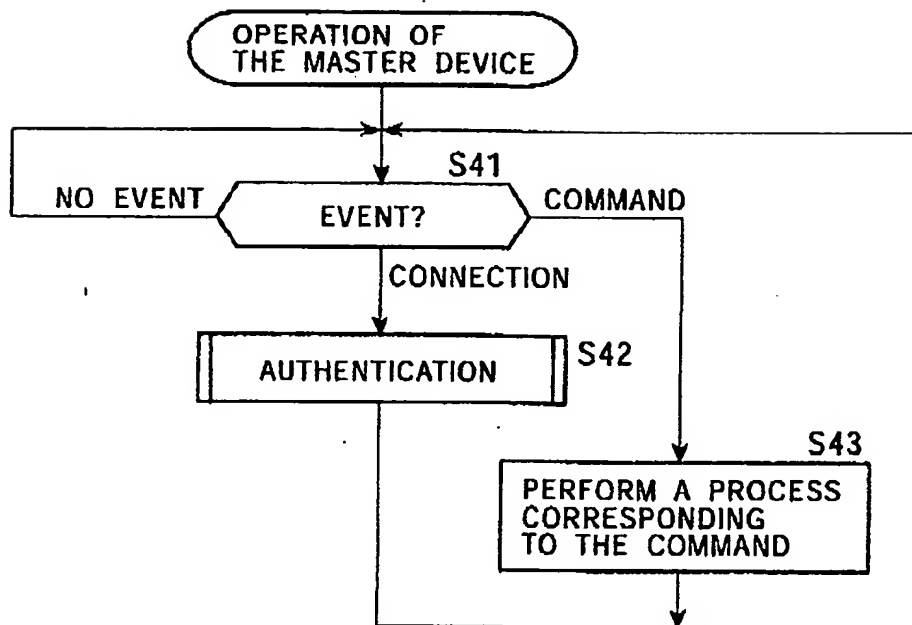 OPERATION OF
THE MASTER DEVICE
S41
NO EVENT
EVENT?
COMMAND
CONNECTION
AUTHENTICATION
S42
S43
PERFORM A PROCESS
CORRESPONDING
TO THE COMMAND